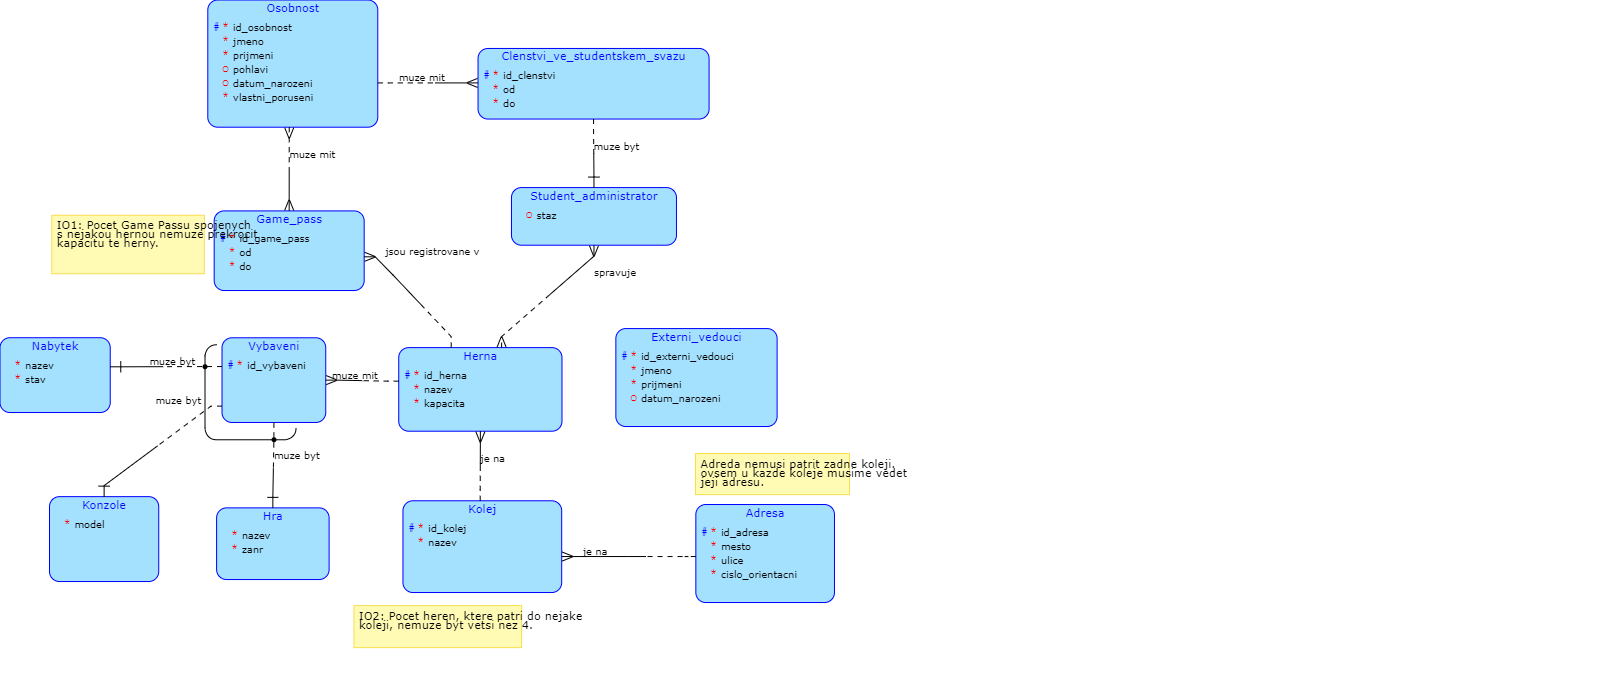 Osobnost
# * id_osobnost
* jmeno
* prijmeni
o pohlavi
o datum_narozeni
* vlastni_poruseni
muze mit
Clenstvi_ve_studentskem_svazu
# * id_clenstvi
* od
* do
muze mit
muze byt
Student_administrator
o staz
IO1: Pocet Game Passu spojenych
s nejakou hernou nemuze prekrocit
kapacitu te herny.
Game_pass
# * id_game_pass
* od
* do
jsou registrovane v
spravuje
Nabytek
* nazev
* stav
muze byt
Vybaveni
# * id_vybaveni
muze mit
Herna
# * id_herna
* nazev
* kapacita
Externi_vedouci
# * id_externi_vedouci
* jmeno
* prijmeni
o datum_narozeni
muze byt
muze byt
je na
Adreda nemusi patrit zadne koleji,
ovsem u kazde koleje musime vedet
její adresu.
Konzole
* model
Hra
* nazev
* zanr
Kolej
# * id_kolej
* nazev
je na
Adresa
# * id_adresa
* mesto
* ulice
* cislo_orientacni
IO2: Pocet heren, ktere patri do nejake
koleji, nemuze byt vetsi nez 4.